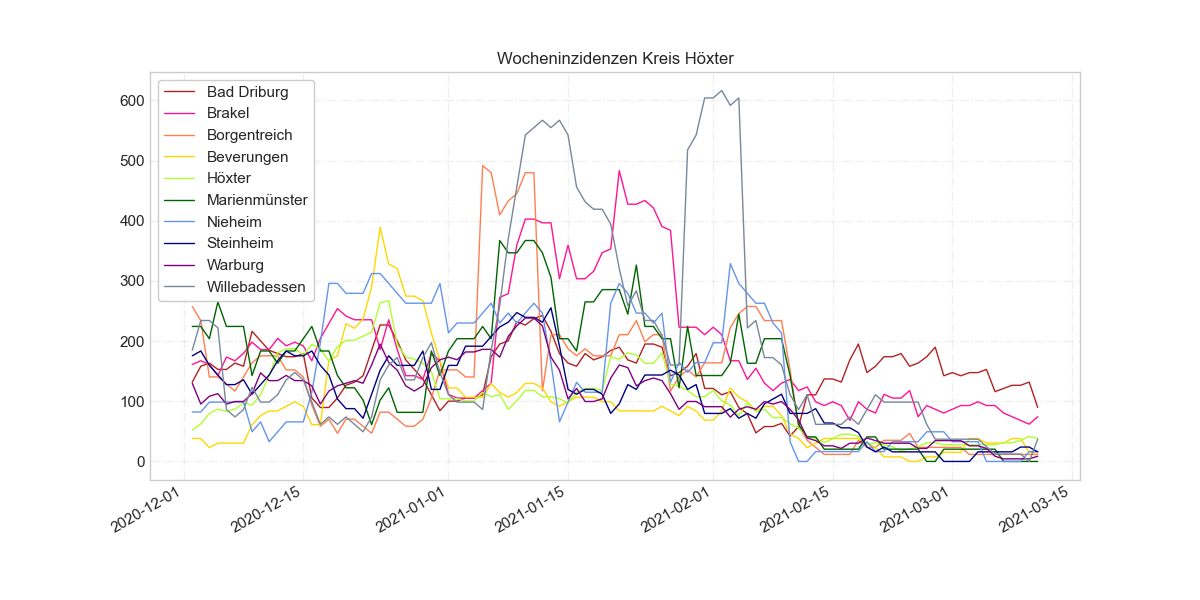 Wocheninzidenzen Kreis Höxter
600
500
400
300
200
100
0
Bad Driburg
Brakel
Borgentreich
Beverungen
Höxter
Marienmünster
Nieheim
Steinheim
Warburg
Willebadessen
2020-12-01
2020-12-15
2021-01-01
2021-01-15
2021-02-01
2021-02-15
2021-03-01
2021-03-15